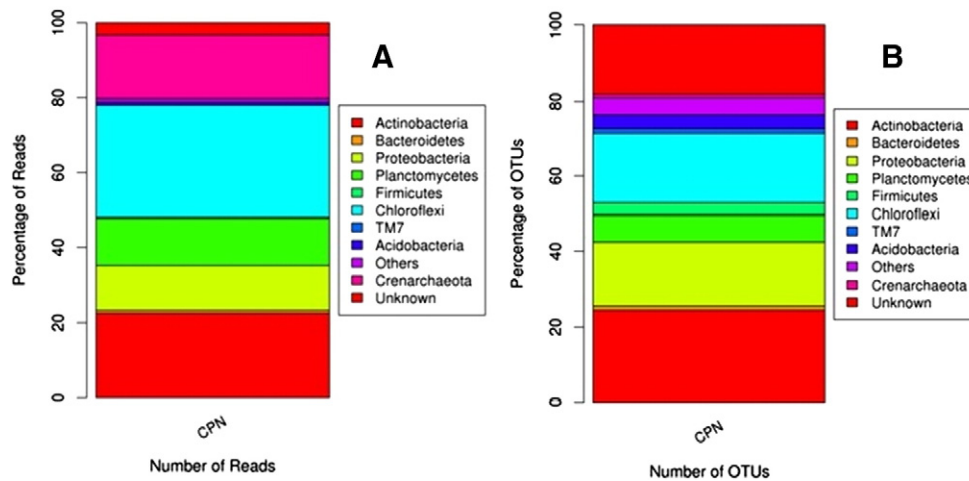 A
Percentage of Reads
100
80
60
40
20
0
CPN
Number of Reads
Actinobacteria
Bacteroidetes
Proteobacteria
Planctomycetes
Firmicutes
Chloroflexi
TM7
Acidobacteria
Others
Crenarchaeota
Unknown
B
Percentage of OTUs
100
80
60
40
20
0
CPN
Number of OTUs
Actinobacteria
Bacteroidetes
Proteobacteria
Planctomycetes
Firmicutes
Chloroflexi
TM7
Acidobacteria
Others
Crenarchaeota
Unknown